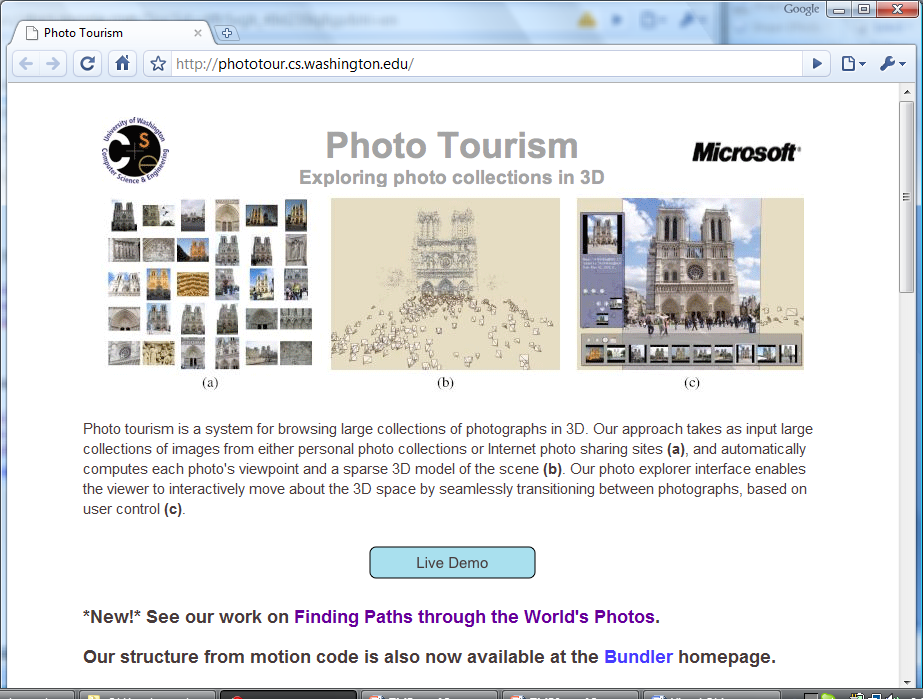 Google
Photo Tourism
http://phototour.cs.washington.edu/
University of Washington
Computer Science & Engineering
cse
Photo Tourism
Exploring photo collections in 3D
Microsoft
(a)
(b)
(c)
Photo tourism is a system for browsing large collections of photographs in 3D. Our approach takes as input large
collections of images from either personal photo collections or Internet photo sharing sites (a), and automatically
computes each photo's viewpoint and a sparse 3D model of the scene (b). Our photo explorer interface enables
the viewer to interactively move about the 3D space by seamlessly transitioning between photographs, based on
user control (c).
Live Demo
*New!* See our work on Finding Paths through the World's Photos.
Our structure from motion code is also now available at the Bundler homepage.